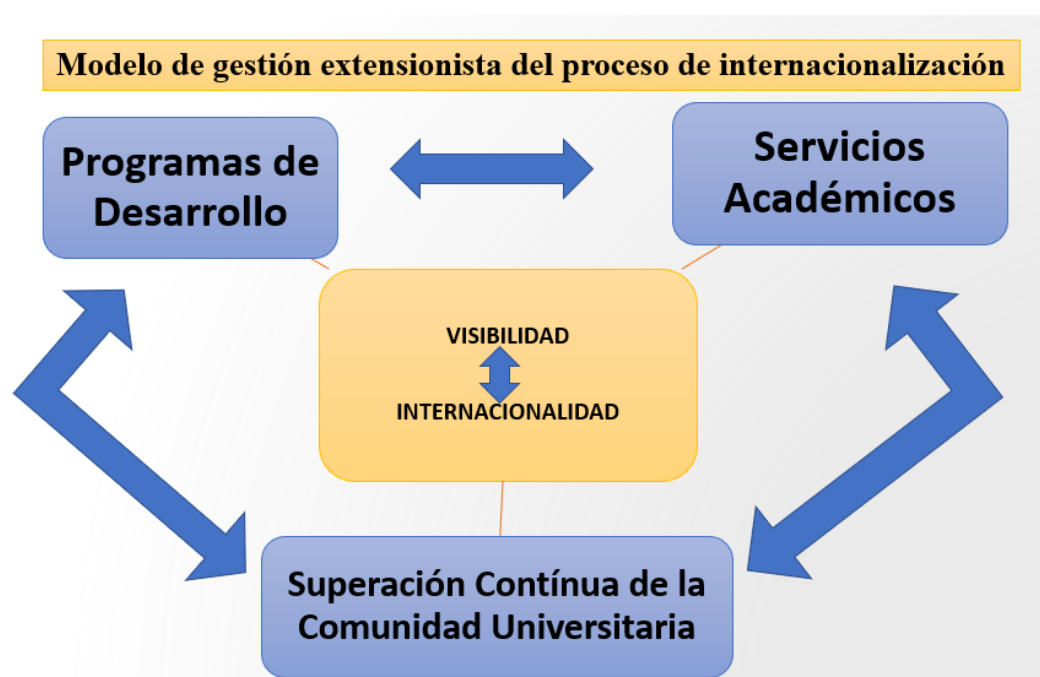 Modelo de gestión extensionista del proceso de internacionalización
Programas de
Desarrollo
Servicios
Académicos
VISIBILIDAD
INTERNACIONALIDAD
Superación Contínua de la
Comunidad Universitaria